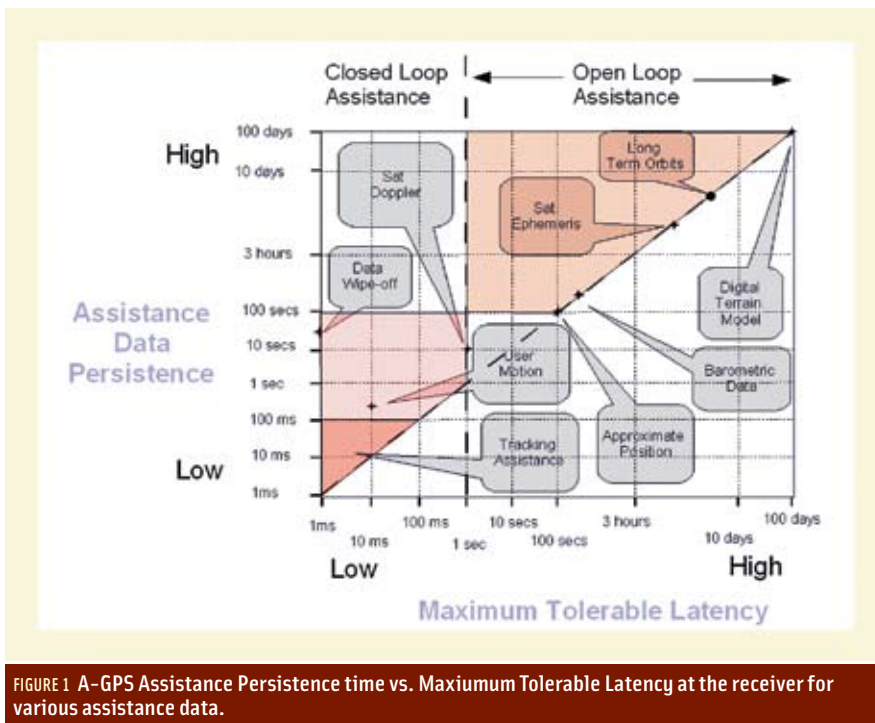 Closed Loop
Assistance
Open Loop
Assistance
High
100 days
10 days
3 hours
100 secs
10 secs
1 sec
100 ms
10 ms
1ms
Low
Assistance
Data
Persistence
Sat
Doppler
Data
Wipe-off
Long
Term Orbits
Sat
Ephemeris
Digital
Terrain
Model
User
Motion
Barometric
Data
Tracking
Assistance
Approximate
Position
1ms
10 ms
100 ms
1 sec
10 secs
100 secs
3 hours
10 days
100 days
Low
High
Maximum Tolerable Latency
FIGURE 1 A-GPS Assistance Persistence time vs. Maxiumum Tolerable Latency at the receiver for
various assistance data.